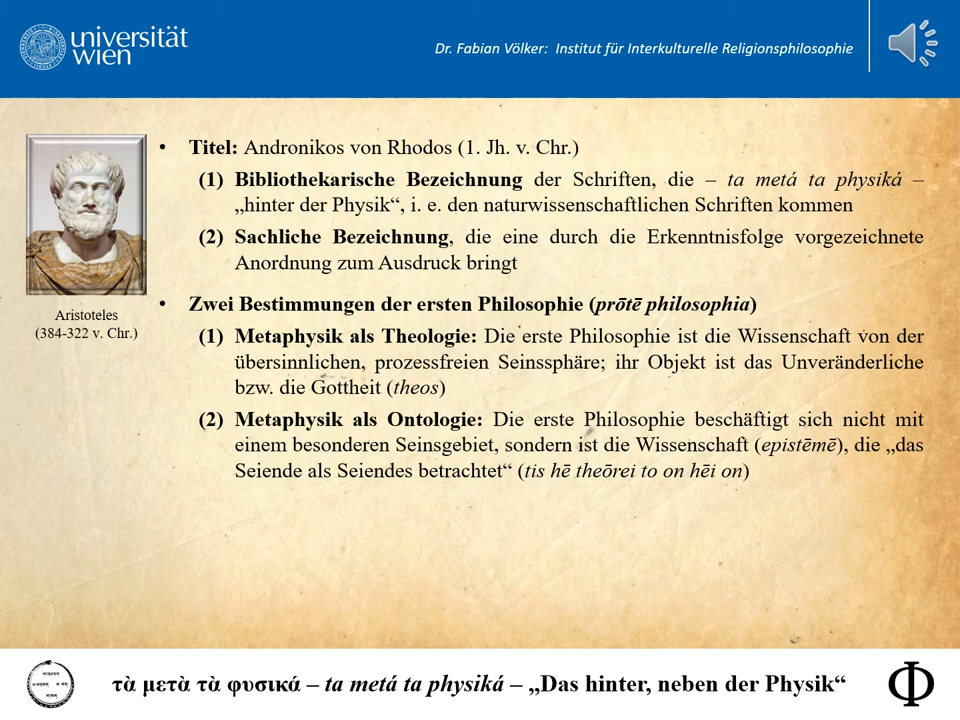 universität
wien
Dr. Fabian Völker: Institut für Interkulturelle Religionsphilosophie
• Titel: Andronikos von Rhodos (1. Jh. v. Chr.)
(1) Bibliothekarische Bezeichnung der Schriften, die – ta metá ta physiká –
„hinter der Physik“, i. e. den naturwissenschaftlichen Schriften kommen
(2) Sachliche Bezeichnung, die eine durch die Erkenntnisfolge vorgezeichnete
Anordnung zum Ausdruck bringt
Aristoteles
(384-322 v. Chr.)
• Zwei Bestimmungen der ersten Philosophie (prōtē philosophia)
(1) Metaphysik als Theologie: Die erste Philosophie ist die Wissenschaft von der
übersinnlichen, prozessfreien Seinssphäre; ihr Objekt ist das Unveränderliche
bzw. die Gottheit (theos)
(2) Metaphysik als Ontologie: Die erste Philosophie beschäftigt sich nicht mit
einem besonderen Seinsgebiet, sondern ist die Wissenschaft (epistēmē), die „das
Seiende als Seiendes betrachtet“ (tis hē theōrei to on hēi on)
τὰ μετὰ τὰ φυσικά – ta metá ta physiká – „Das hinter, neben der Physik“
Φ